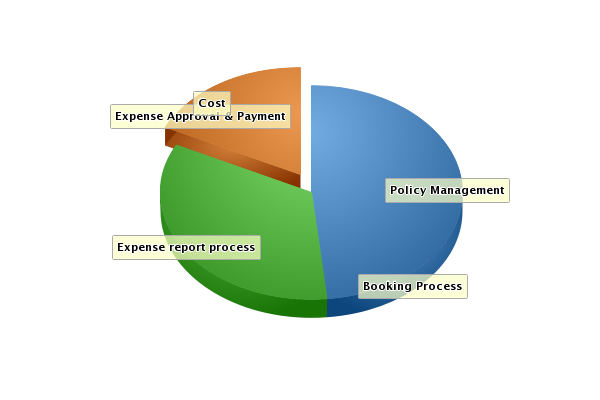 Cost
Expense Approval & Payment
Policy Management
Expense report process
Booking Process